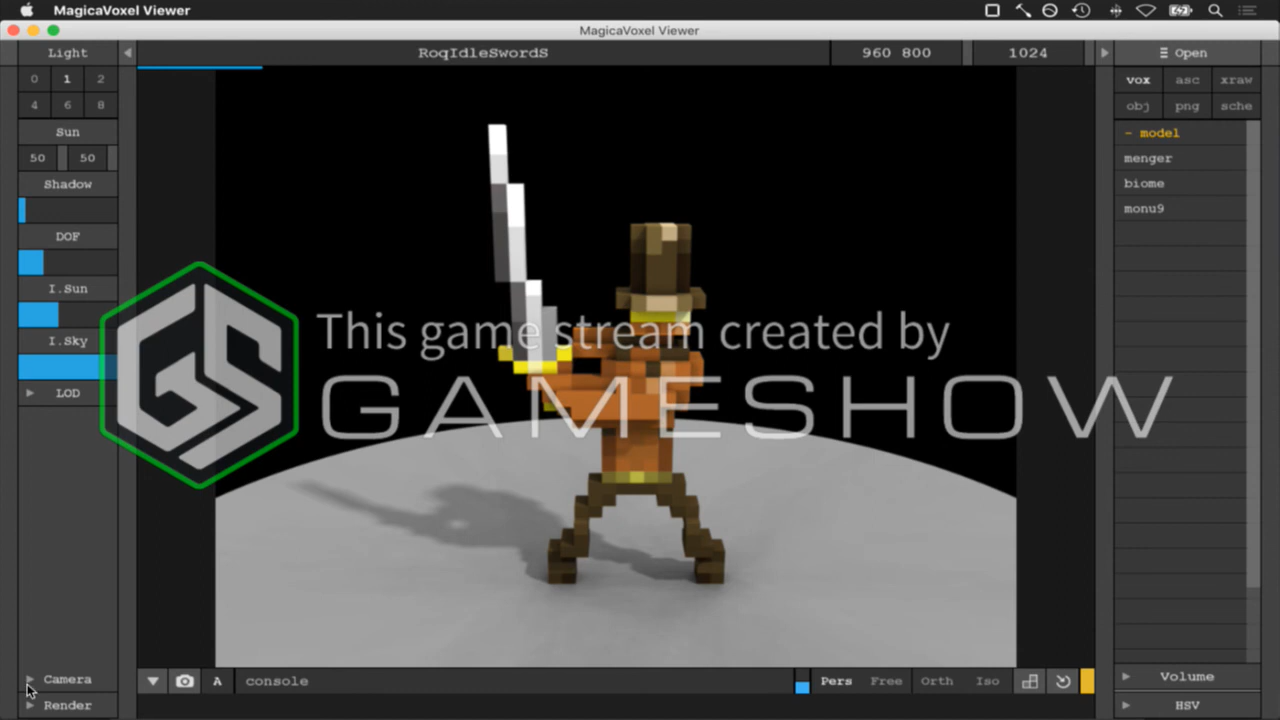 MagicaVoxel Viewer
MagicaVoxel Viewer
Light
RoqIdleSwordS
960 800
1024
Open
0 1 2
4 6 8
Sun
50 50
Shadow
DOF
I.Sun
I.Sky
LOD
vox asc xraw
obj png sche
- model
menger
biome
monu9
This game stream created by
GS GAMESHOW
Camera
Render
A console
Pers Free Orth Iso
Volume
HSV